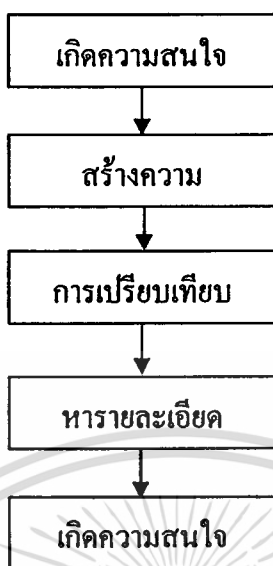 เกิดความสนใจ
สร้างความ
การเปรียบเทียบ
หารายละเอียด
เกิดความสนใจ